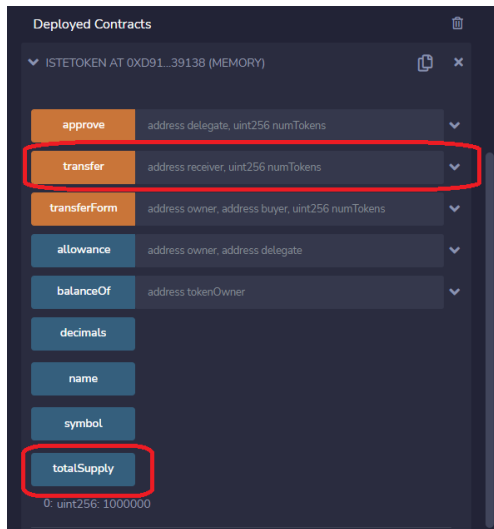 Deployed Contracts
ISTETOKEN AT 0XD91...39138 (MEMORY)
approve address delegate, uint256 numTokens
transfer address receiver, uint256 numTokens
transferForm address owner, address buyer, uint256 numTokens
allowance address owner, address delegate
balanceOf address tokenOwner
decimals
name
symbol
totalSupply
0: uint256: 1000000